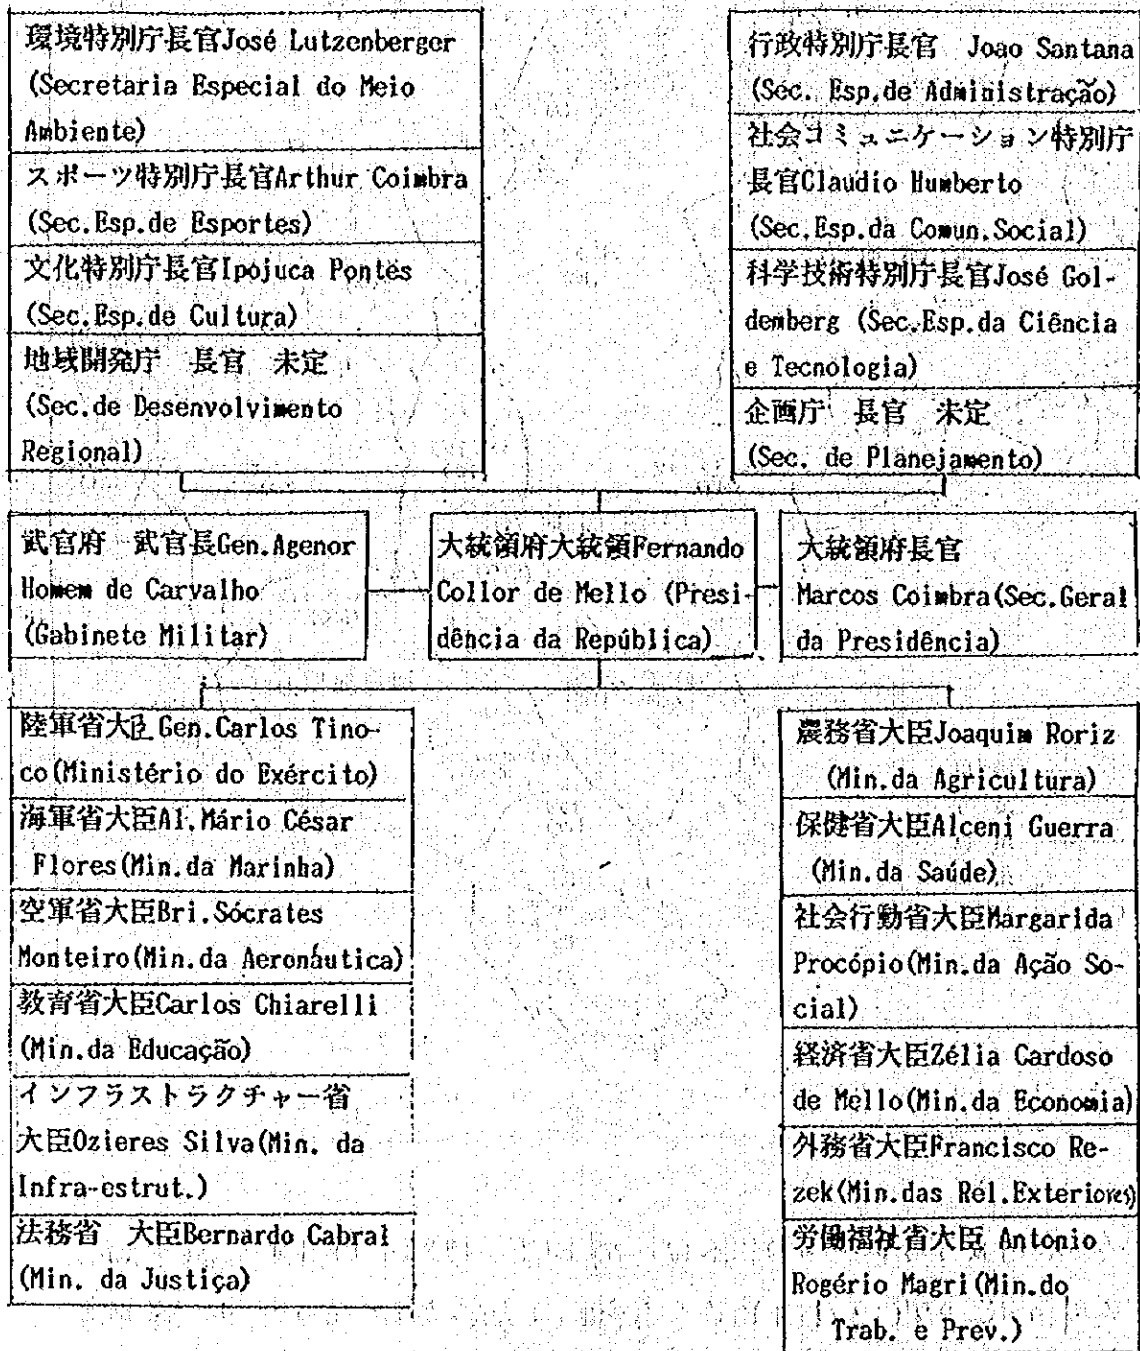 環境特別庁長官José Lutzenberger
(Secretaria Especial do Meio
Ambiente)
スポーツ特別庁長官Arthur Coimbra
(Sec.Esp.de Esportes)
文化特別庁長官Ipojuca Pontes
(Sec.Esp.de Cultura)
地域開発庁 長官 未定
(Sec.de Desenvolvimento
Regional)
行政特別庁長官 Joao Santana
(Sec. Esp.de Administração)
社会コミュニケーション特別庁
長官Claudio Humberto
(Sec.Esp.da Comun.Social)
科学技術特別庁長官José Gol-
demberg (Sec.Esp.da Ciência
e Tecnologia)
企画庁 長官 未定
(Sec. de Planejamento)
武官府 武官長Gen.Agenor
Homem de Carvalho
(Gabinete Militar)
大統領府大統領Fernando
Collor de Mello (Presi-
dência da República)
大統領府長官
Marcos Coimbra(Sec.Geral
da Presidência)
陸軍省大臣Gen.Carlos Tino-
co(Ministério do Exército)
海軍省大臣Al.Mário César
Flores(Min.da Marinha)
空軍省大臣Bri.Sócrates
Monteiro(Min.da Aeronáutica)
教育省大臣Carlos Chiarelli
(Min.da Educação)
インフラストラクチャー省
大臣Ozieres Silva(Min. da
Infra-estrut.)
法務省 大臣Bernardo Cabral
(Min. da Justiça)
農務省大臣Joaquim Roriz
(Min.da Agricultura)
保健省大臣Alceni Guerra
(Min.da Saúde)
社会行動省大臣Margarida
Procópio(Min.da Ação So-
cial)
経済省大臣Zélia Cardoso
de Mello(Min.da Economia)
外務省大臣Francisco Re-
zek(Min.das Rel.Exteriores)
労働福祉省大臣 Antonio
Rogério Magri(Min.do
Trab. e Prev.)